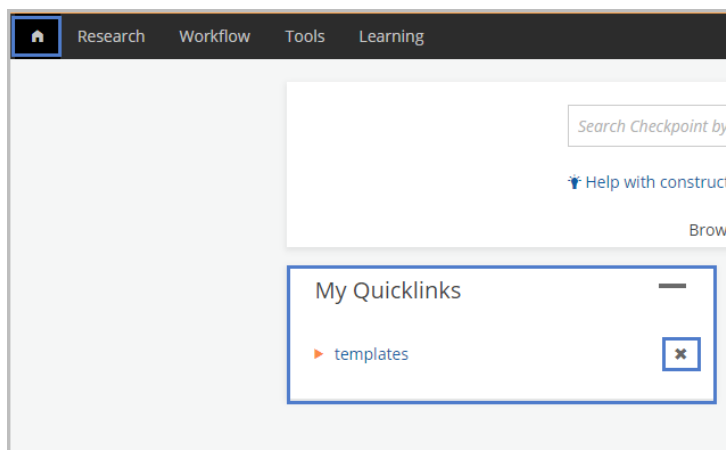 Research Workflow Tools Learning
Search Checkpoint by
Help with construct
Brow
My Quicklinks
templates